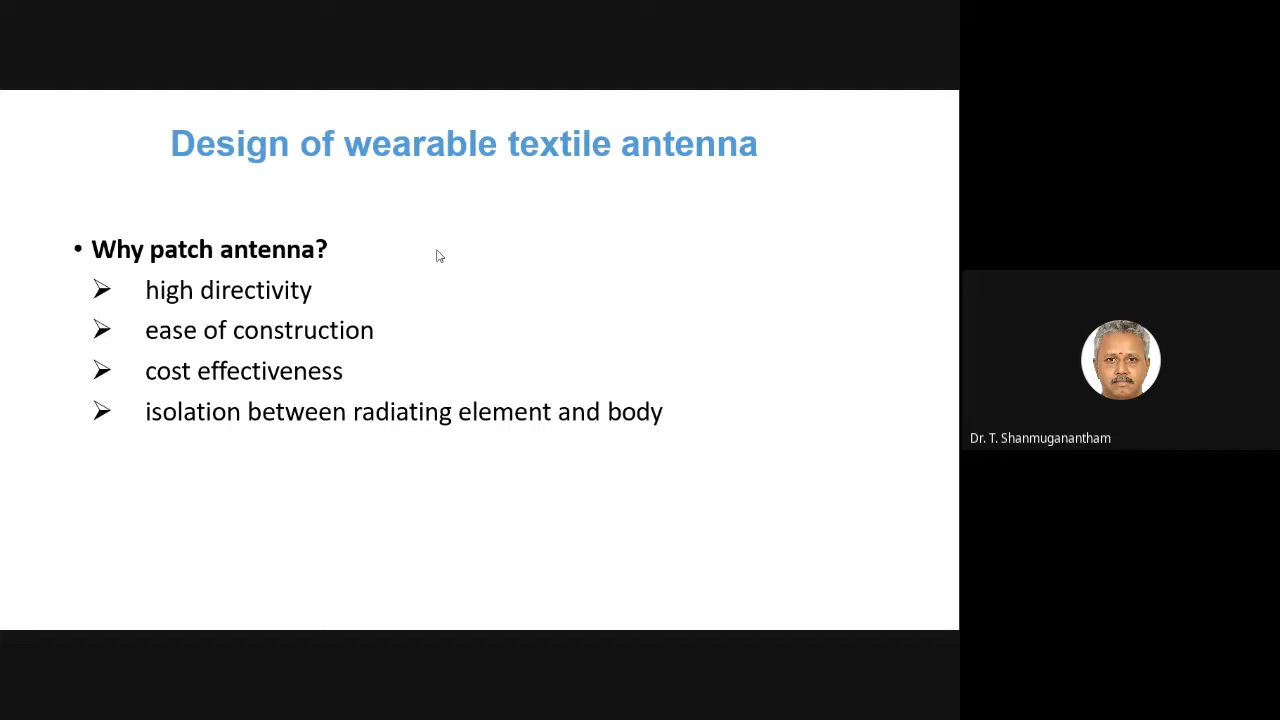 Design of wearable textile antenna
• Why patch antenna?
➢ high directivity
➢ ease of construction
➢ cost effectiveness
➢ isolation between radiating element and body
Dr. T. Shanmuganantham